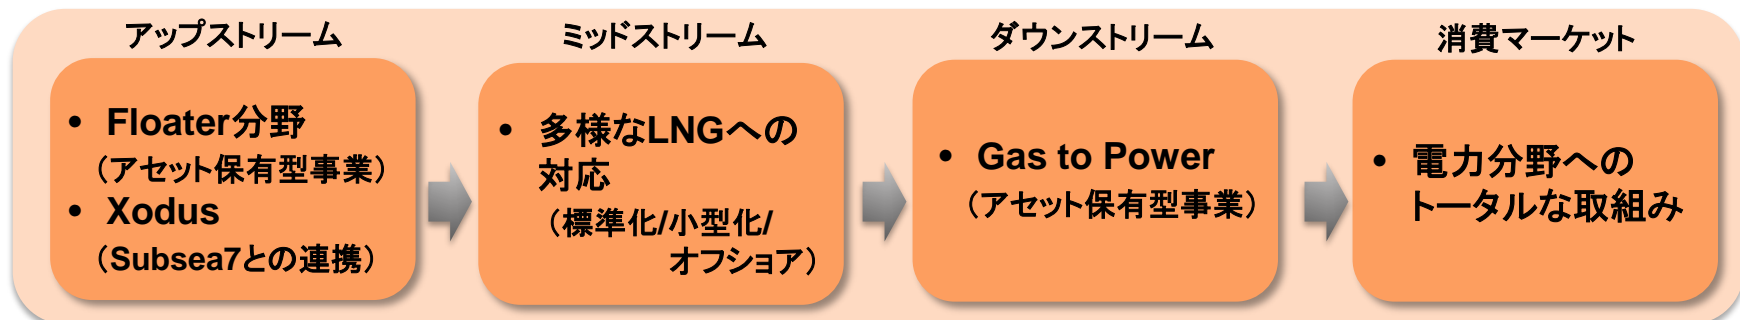 アップストリーム
• Floater分野
（アセット保有型事業）
• Xodus
（Subsea7との連携）
ミッドストリーム
• 多様なLNGへの
対応
（標準化/小型化/
オフショア）
ダウンストリーム
• Gas to Power
（アセット保有型事業）
消費マーケット
• 電力分野への
トータルな取組み